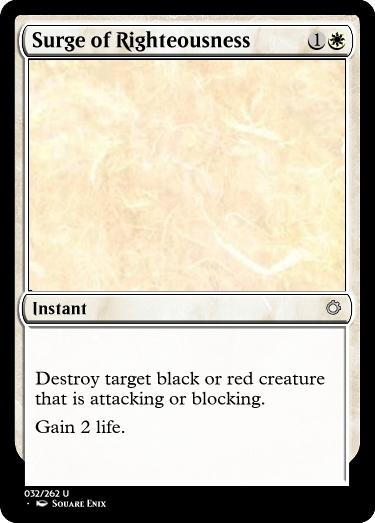 Surge of Righteousness 1
Instant
Destroy target black or red creature
that is attacking or blocking.
Gain 2 life.
032/262 U
· Square Enix